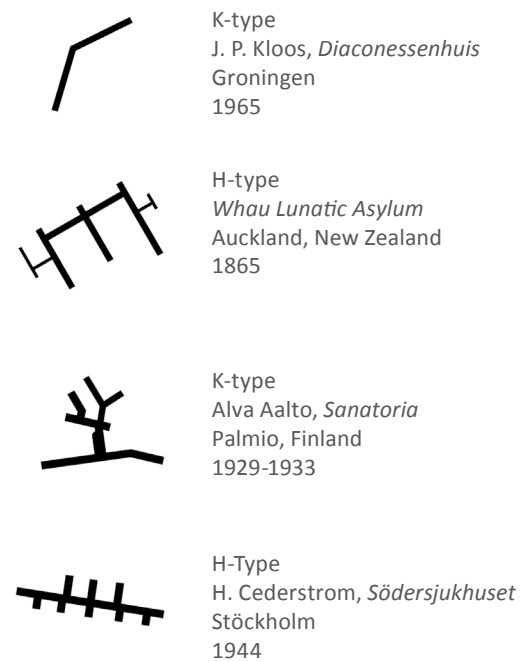 K-type
J. P. Kloos, Diaconessenhuis
Groningen
1965
H-type
Whau Lunatic Asylum
Auckland, New Zealand
1865
K-type
Alva Aalto, Sanatoria
Palmio, Finland
1929-1933
H-Type
H. Cederstrom, Södersjukhuset
Stöckholm
1944